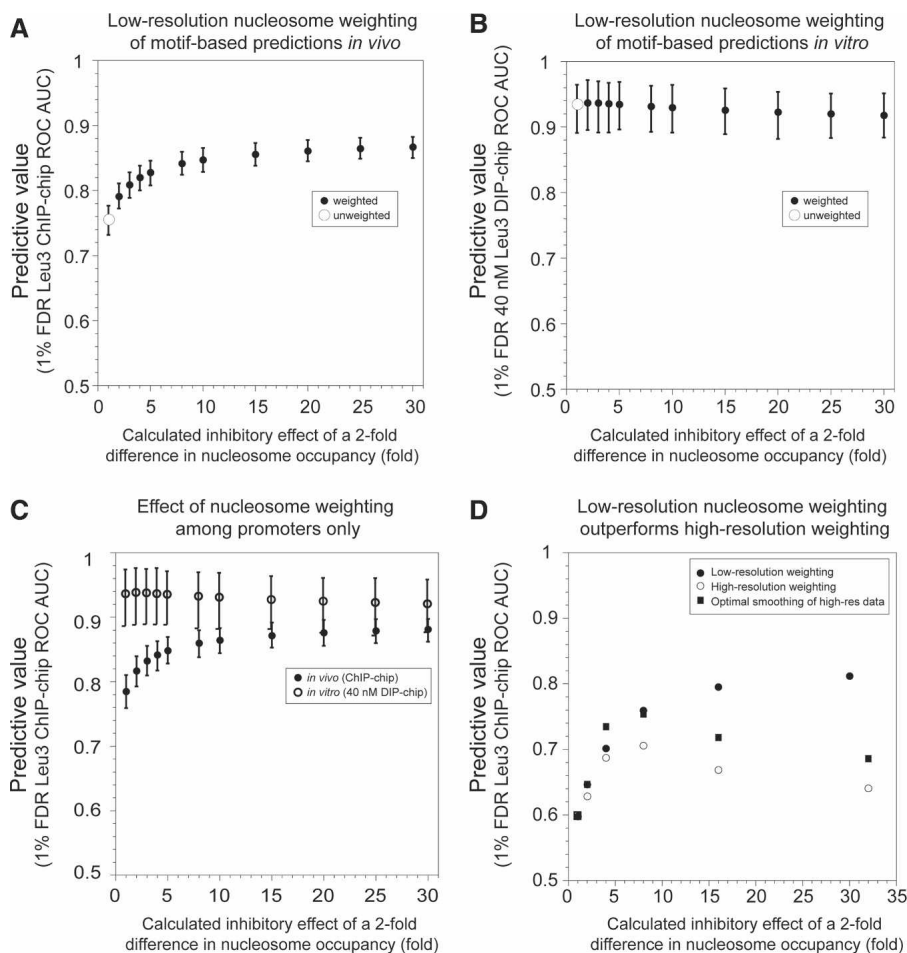 A
Low-resolution nucleosome weighting
of motif-based predictions in vivo
Predictive value
(1% FDR Leu3 ChIP-chip ROC AUC)
1
0.9
0.8
0.7
0.6
0.5
weighted
unweighted
0 5 10 15 20 25 30
Calculated inhibitory effect of a 2-fold
difference in nucleosome occupancy (fold)
B
Low-resolution nucleosome weighting
of motif-based predictions in vitro
Predictive value
(1% FDR 40 nM Leu3 DIP-chip ROC AUC)
1
0.9
0.8
0.7
0.6
0.5
weighted
unweighted
0 5 10 15 20 25 30
Calculated inhibitory effect of a 2-fold
difference in nucleosome occupancy (fold)
C
Effect of nucleosome weighting
among promoters only
Predictive value
(1% FDR Leu3 ChIP-chip ROC AUC)
1
0.9
0.8
0.7
0.6
0.5
in vivo (ChIP-chip)
in vitro (40 nM DIP-chip)
0 5 10 15 20 25 30
Calculated inhibitory effect of a 2-fold
difference in nucleosome occupancy (fold)
D
Low-resolution nucleosome weighting
outperforms high-resolution weighting
Predictive value
(1% FDR Leu3 ChIP-chip ROC AUC)
1
0.9
0.8
0.7
0.6
0.5
Low-resolution weighting
High-resolution weighting
Optimal smoothing of high-res data
0 5 10 15 20 25 30 35
Calculated inhibitory effect of a 2-fold
difference in nucleosome occupancy (fold)